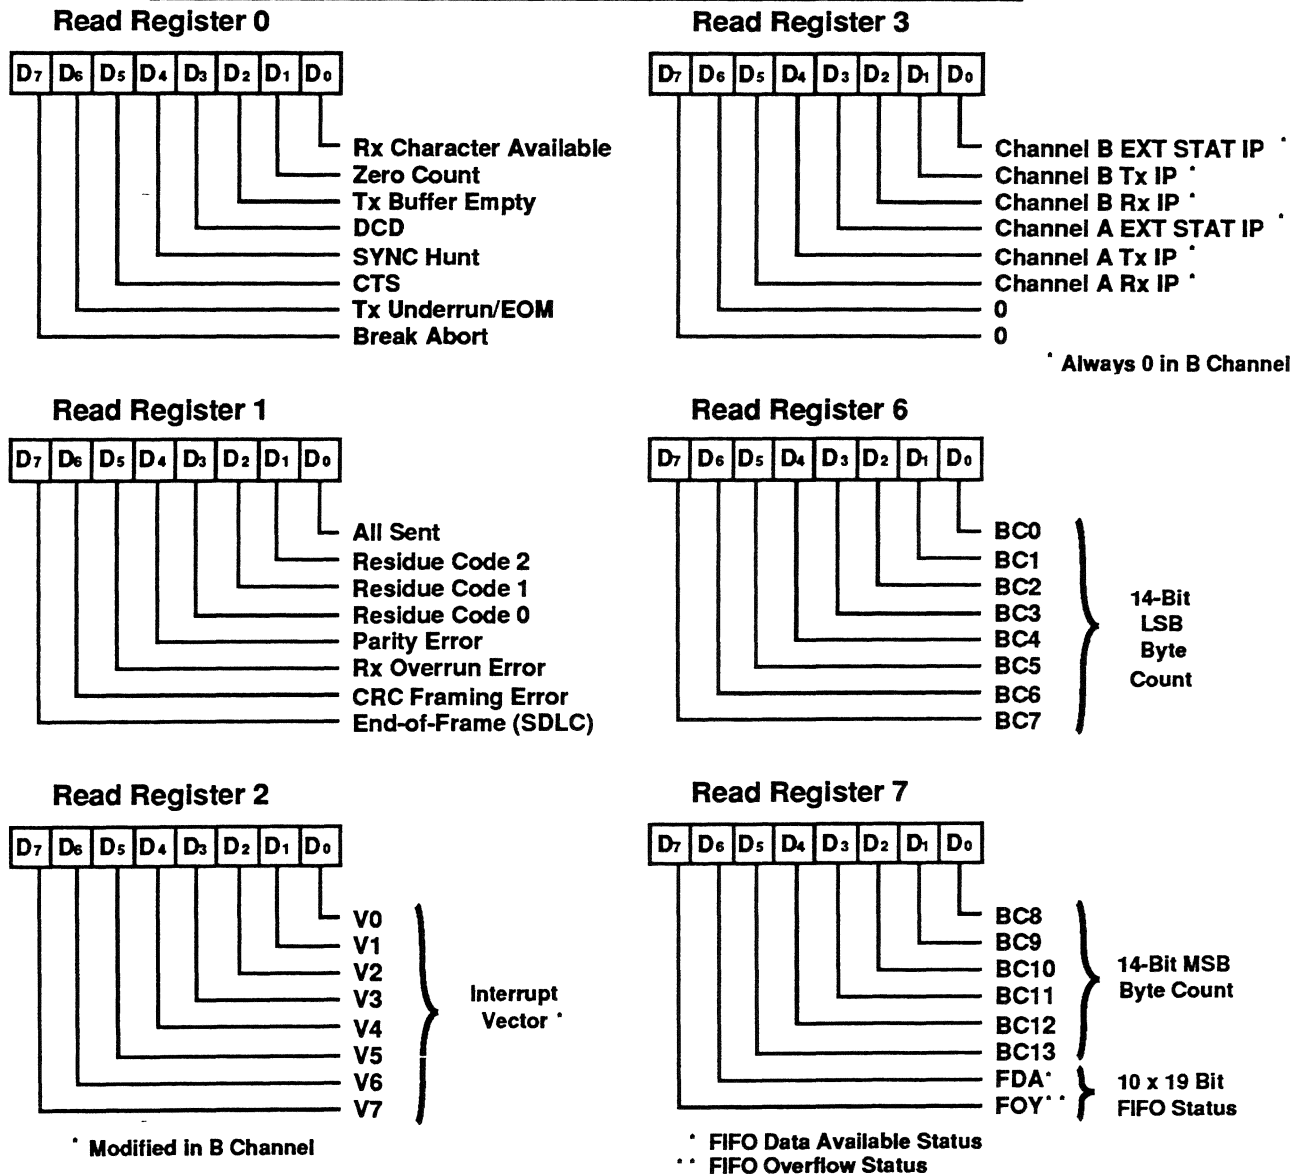 Read Register 0
D7 D6 D5 D4 D3 D2 D1 D0
Rx Character Available
Zero Count
Tx Buffer Empty
DCD
SYNC Hunt
CTS
Tx Underrun/EOM
Break Abort
Read Register 1
D7 D6 D5 D4 D3 D2 D1 D0
All Sent
Residue Code 2
Residue Code 1
Residue Code 0
Parity Error
Rx Overrun Error
CRC Framing Error
End-of-Frame (SDLC)
Read Register 2
D7 D6 D5 D4 D3 D2 D1 D0
V0
V1
V2
V3
V4
V5
V6
V7
Interrupt
Vector *
* Modified in B Channel
Read Register 3
D7 D6 D5 D4 D3 D2 D1 D0
Channel B EXT STAT IP *
Channel B Tx IP *
Channel B Rx IP *
Channel A EXT STAT IP *
Channel A Tx IP *
Channel A Rx IP *
0
0
* Always 0 in B Channel
Read Register 6
D7 D6 D5 D4 D3 D2 D1 D0
BC0
BC1
BC2
BC3
BC4
BC5
BC6
BC7
14-Bit
LSB
Byte
Count
Read Register 7
D7 D6 D5 D4 D3 D2 D1 D0
BC8
BC9
BC10
BC11
BC12
BC13
FDA*
FOY**
14-Bit MSB
Byte Count
10 x 19 Bit
FIFO Status
* FIFO Data Available Status
** FIFO Overflow Status